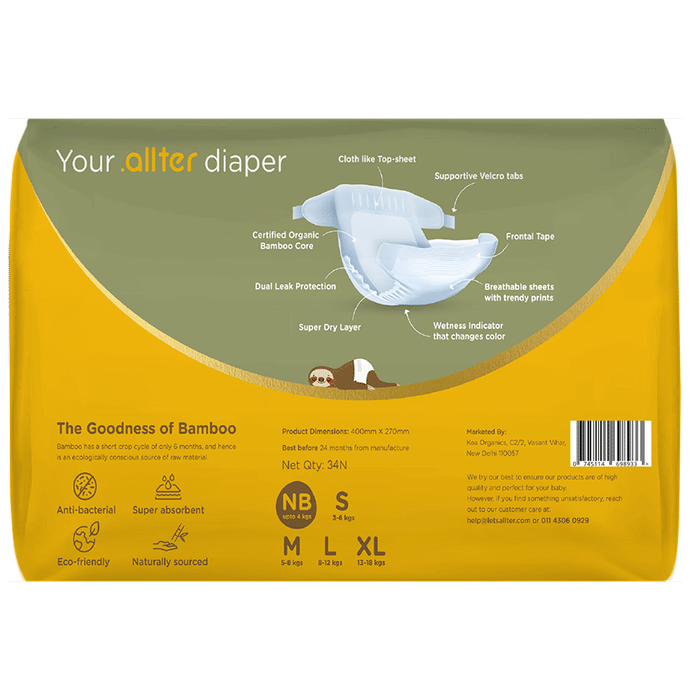 Your .allter diaper
Cloth like Top-sheet
Supportive Velcro tabs
Certified Organic
Bamboo Core
Frontal Tape
Dual Leak Protection
Breathable sheets
with trendy prints
Super Dry Layer
Wetness Indicator
that changes color
The Goodness of Bamboo
Bamboo has a short crop cycle of only 6 months, and hence
is an ecologically conscious source of raw material
Anti-bacterial
Super absorbent
Eco-friendly
Naturally sourced
Product Dimensions: 400mm X 270mm
Best before 24 months from manufacture
Net Qty: 34N
NB
upto 4 kgs
S
3-6 kgs
M
5-8 kgs
L
8-12 kgs
XL
13-18 kgs
Marketed By:
Koa Organics, C2/2, Vasant Vihar,
New Delhi 110057
0 745114 698933 >
We try our best to ensure our products are of high
quality and perfect for your baby.
However, if you find something unsatisfactory, reach
out to our customer care at:
help@letsallter.com or 011 4306 0929